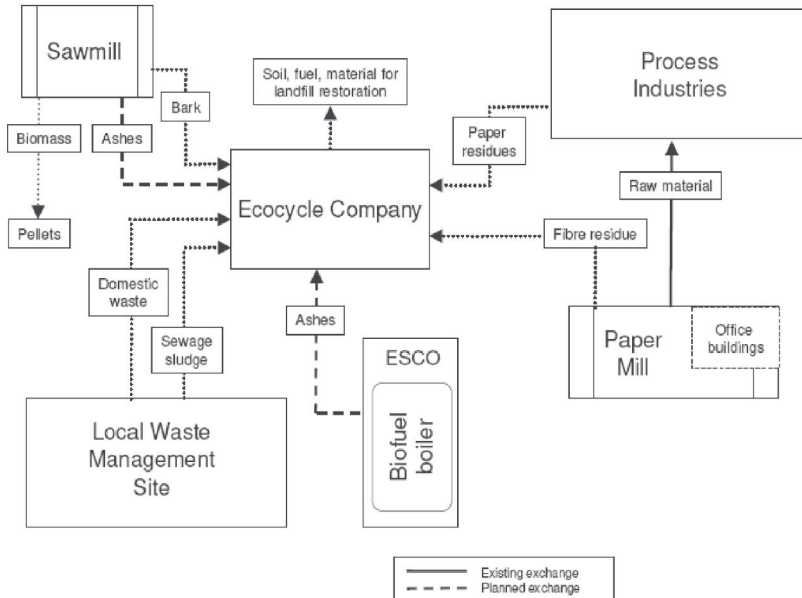 Sawmill
Soil, fuel, material for
landfill restoration
Process
Industries
Bark
Biomass
Ashes
Paper
residues
Raw material
Ecocycle Company
Pellets
Fibre residue
Domestic
waste
Ashes
Sewage
sludge
ESCO
Biofuel
boiler
Paper
Mill
Office
buildings
Local Waste
Management
Site
Existing exchange
Planned exchange